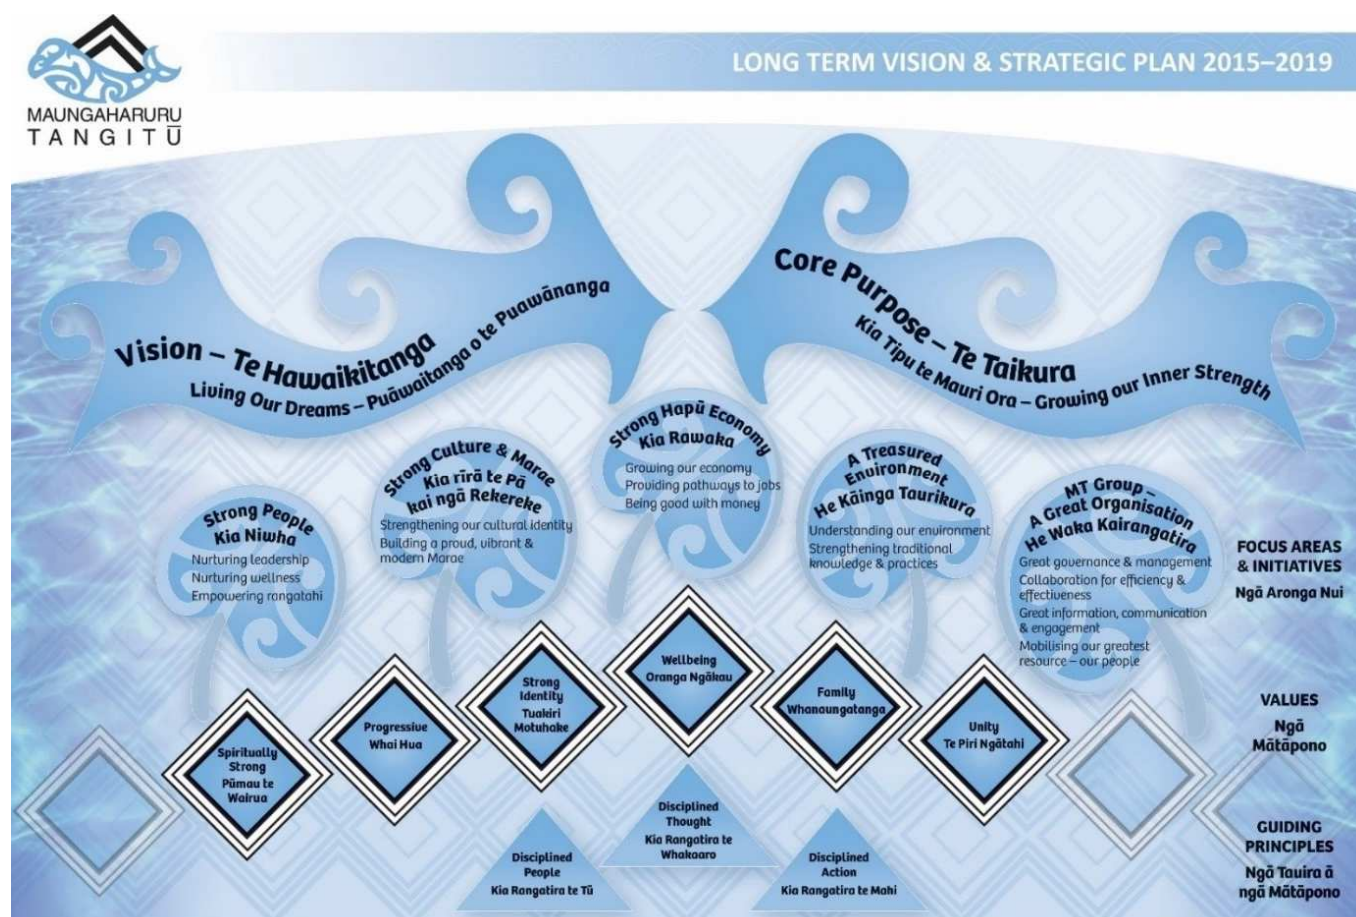 MAUNGAHARURU
TANGITŪ
LONG TERM VISION & STRATEGIC PLAN 2015–2019
Vision – Te Hawaikitanga
Living Our Dreams – Puāwaitanga o te Puawānanga
Core Purpose – Te Taikura
Kia Tipu te Mauri Ora – Growing our Inner Strength
Strong People
Kia Niwha
Nurturing leadership
Nurturing wellness
Empowering rangatahi
Strong Culture & Marae
Kia rīrā te Pā
kai ngā Rekereke
Strengthening our cultural identity
Building a proud, vibrant &
modern Marae
Strong Hapū Economy
Kia Rawaka
Growing our economy
Providing pathways to jobs
Being good with money
A Treasured
Environment
He Kāinga Taurikura
Understanding our environment
Strengthening traditional
knowledge & practices
MT Group –
A Great Organisation
He Waka Kairangatira
Great governance & management
Collaboration for efficiency &
effectiveness
Great information, communication
& engagement
Mobilising our greatest
resource – our people
FOCUS AREAS
& INITIATIVES
Ngā Aronga Nui
Spiritually
Strong
Pūmau te
Wairua
Progressive
Whai Hua
Strong
Identity
Tuakiri
Motuhake
Wellbeing
Oranga Ngākau
Family
Whanaungatanga
Unity
Te Piri Ngātahi
VALUES
Ngā
Mātāpono
Disciplined
People
Kia Rangatira te Tū
Disciplined
Thought
Kia Rangatira te
Whakaaro
Disciplined
Action
Kia Rangatira te Mahi
GUIDING
PRINCIPLES
Ngā Tauira ā
ngā Mātāpono